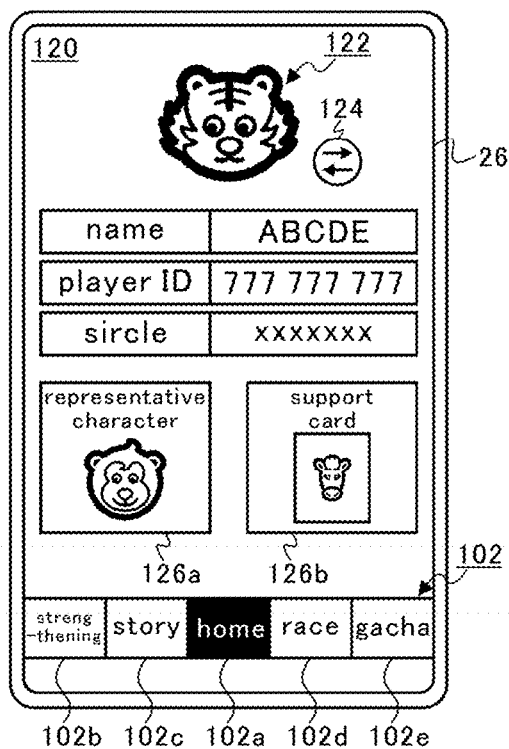 120
122
124
26
name ABCDE
player ID 777 777 777
sircle xxxxxxx
representative
character
support
card
126a 126b
102
streng
-thening story home race gacha
102b 102c 102a 102d 102e